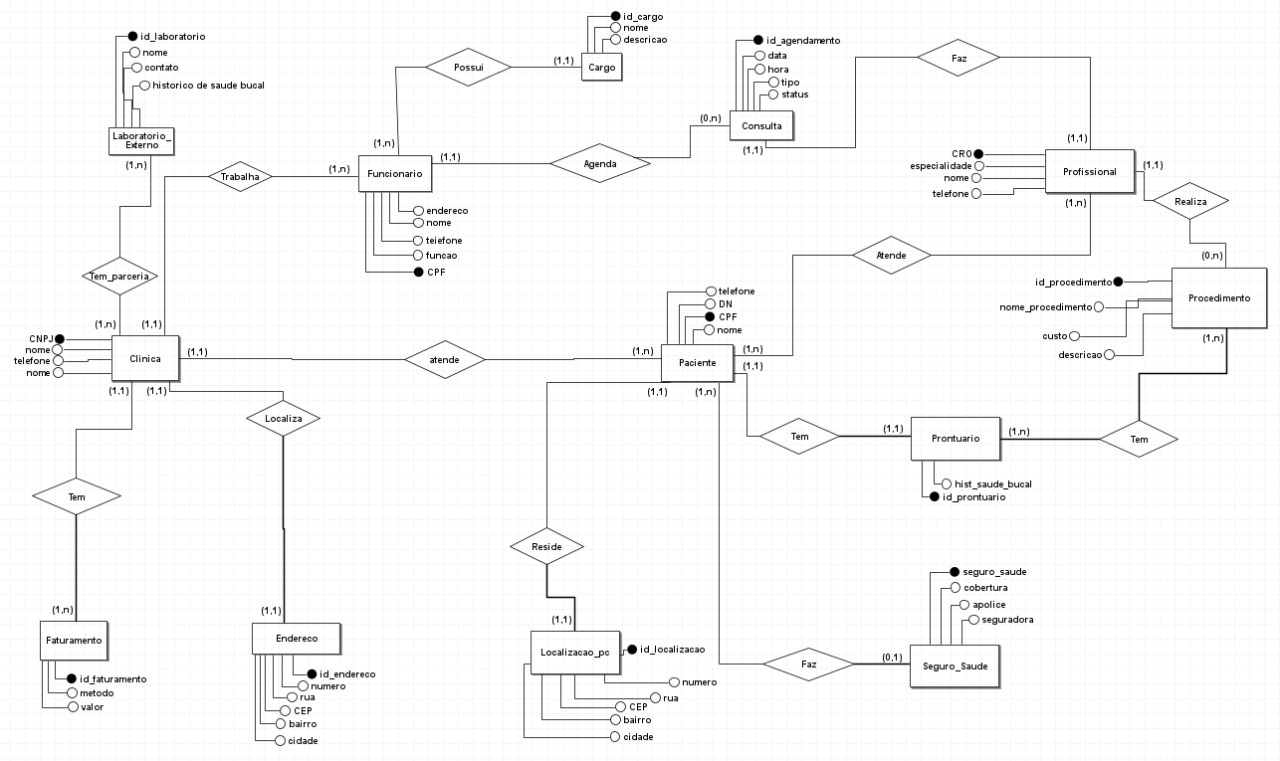 id_laboratorio
nome
contato
historico de saude bucal
Laboratorio_
Externo
(1,n)
Possui
(1,1)
id_cargo
nome
descricao
Cargo
(1,n)
Funcionario
(1,1)
(1,n)
Trabalha
endereco
nome
telefone
funcao
CPF
Agenda
(0,n)
id_agendamento
data
hora
tipo
status
Consulta
(1,1)
Faz
(1,1)
CRO
especialidade
nome
telefone
Profissional
(1,1)
(1,n)
Realiza
(0,n)
Atende
id_procedimento
nome_procedimento
custo
descricao
Procedimento
(1,n)
Tem_parceria
(1,n)
(1,1)
CNPJ
nome
telefone
nome
Clinica
(1,1)
(1,1)
(1,1)
atende
(1,n)
telefone
DN
CPF
nome
Paciente
(1,n)
(1,1)
(1,1)
(1,n)
Localiza
Tem
(1,1)
Prontuario
(1,n)
Tem
hist_saude_bucal
id_prontuario
Tem
(1,n)
Faturamento
id_faturamento
metodo
valor
(1,1)
Endereco
id_endereco
numero
rua
CEP
bairro
cidade
Reside
(1,1)
Localizacao_pc
id_localizacao
numero
rua
CEP
bairro
cidade
Faz
(0,1)
seguro_saude
cobertura
apolice
seguradora
Seguro_Saude